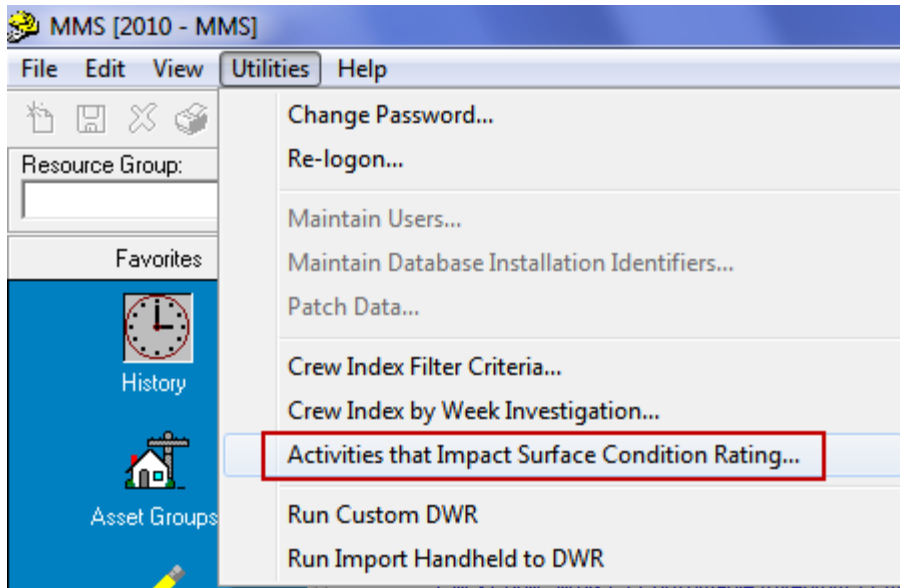 MMS [2010 - MMS]
File Edit View Utilities Help
Resource Group:
Favorites
History
Asset Groups
Change Password...
Re-logon...
Maintain Users...
Maintain Database Installation Identifiers...
Patch Data...
Crew Index Filter Criteria...
Crew Index by Week Investigation...
Activities that Impact Surface Condition Rating...
Run Custom DWR
Run Import Handheld to DWR